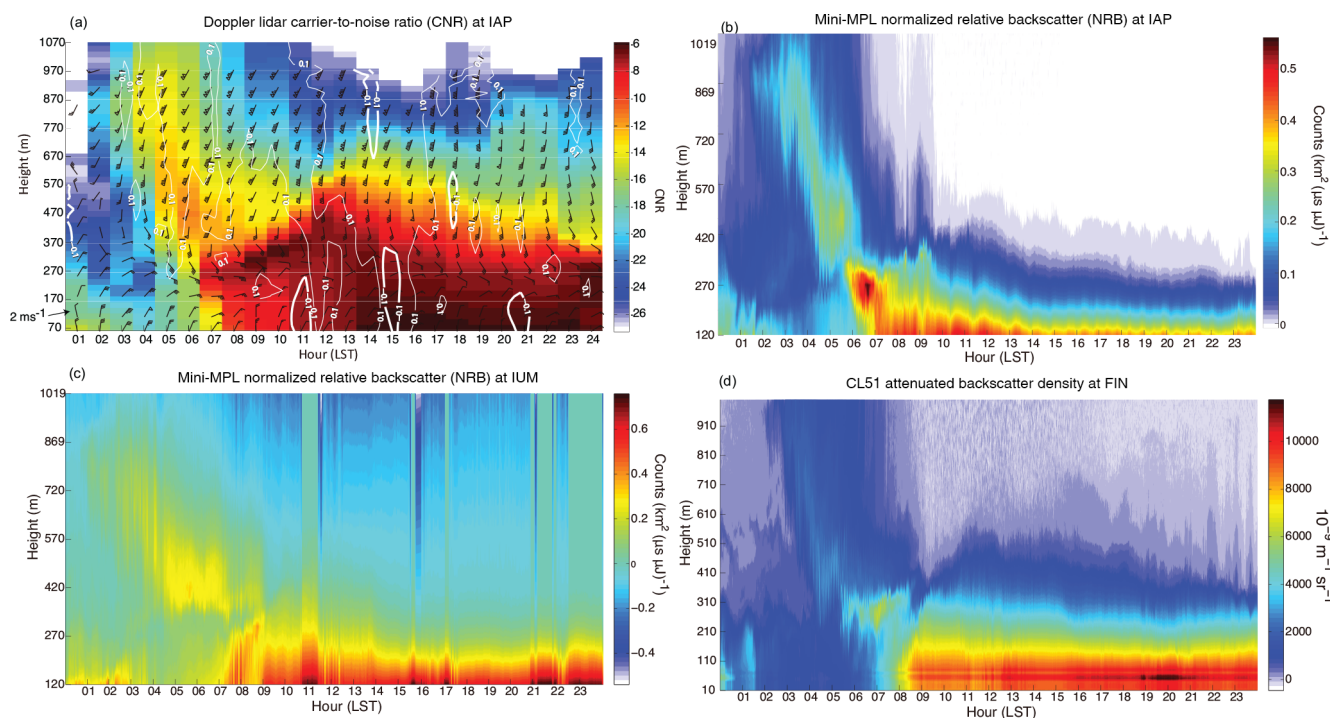 Doppler lidar carrier-to-noise ratio (CNR) at IAP
(a)
1070
970
870
770
670
570
470
370
260
170
70
Height (m)
2 ms⁻¹
0.1
01 02 03 04 05 06 07 08 09 10 11 12 13 14 15 16 17 18 19 20 21 22 23 24
Hour (LST)
-6
-8
-10
-12
-14
-16
-18
-20
-22
-24
-26
CNR
Mini-MPL normalized relative backscatter (NRB) at IAP
(b)
1019
869
720
570
420
270
120
Height (m)
01 02 03 04 05 06 07 08 09 10 11 12 13 14 15 16 17 18 19 20 21 22 23
Hour (LST)
0.5
0.4
0.3
0.2
0.1
0
Counts (km² (µs µJ)⁻¹)
(c)
Mini-MPL normalized relative backscatter (NRB) at IUM
1019
869
720
570
420
270
120
Height (m)
01 02 03 04 05 06 07 08 09 10 11 12 13 14 15 16 17 18 19 20 21 22 23
Hour (LST)
0.6
0.4
0.2
0
−0.2
−0.4
Counts (km² (µs µJ)⁻¹)
(d)
CL51 attenuated backscatter density at FIN
910
810
710
610
510
410
310
210
110
10
Height (m)
01 02 03 04 05 06 07 08 09 10 11 12 13 14 15 16 17 18 19 20 21 22 23
Hour (LST)
10000
8000
6000
4000
2000
0
10⁻⁹ m⁻¹ sr⁻¹